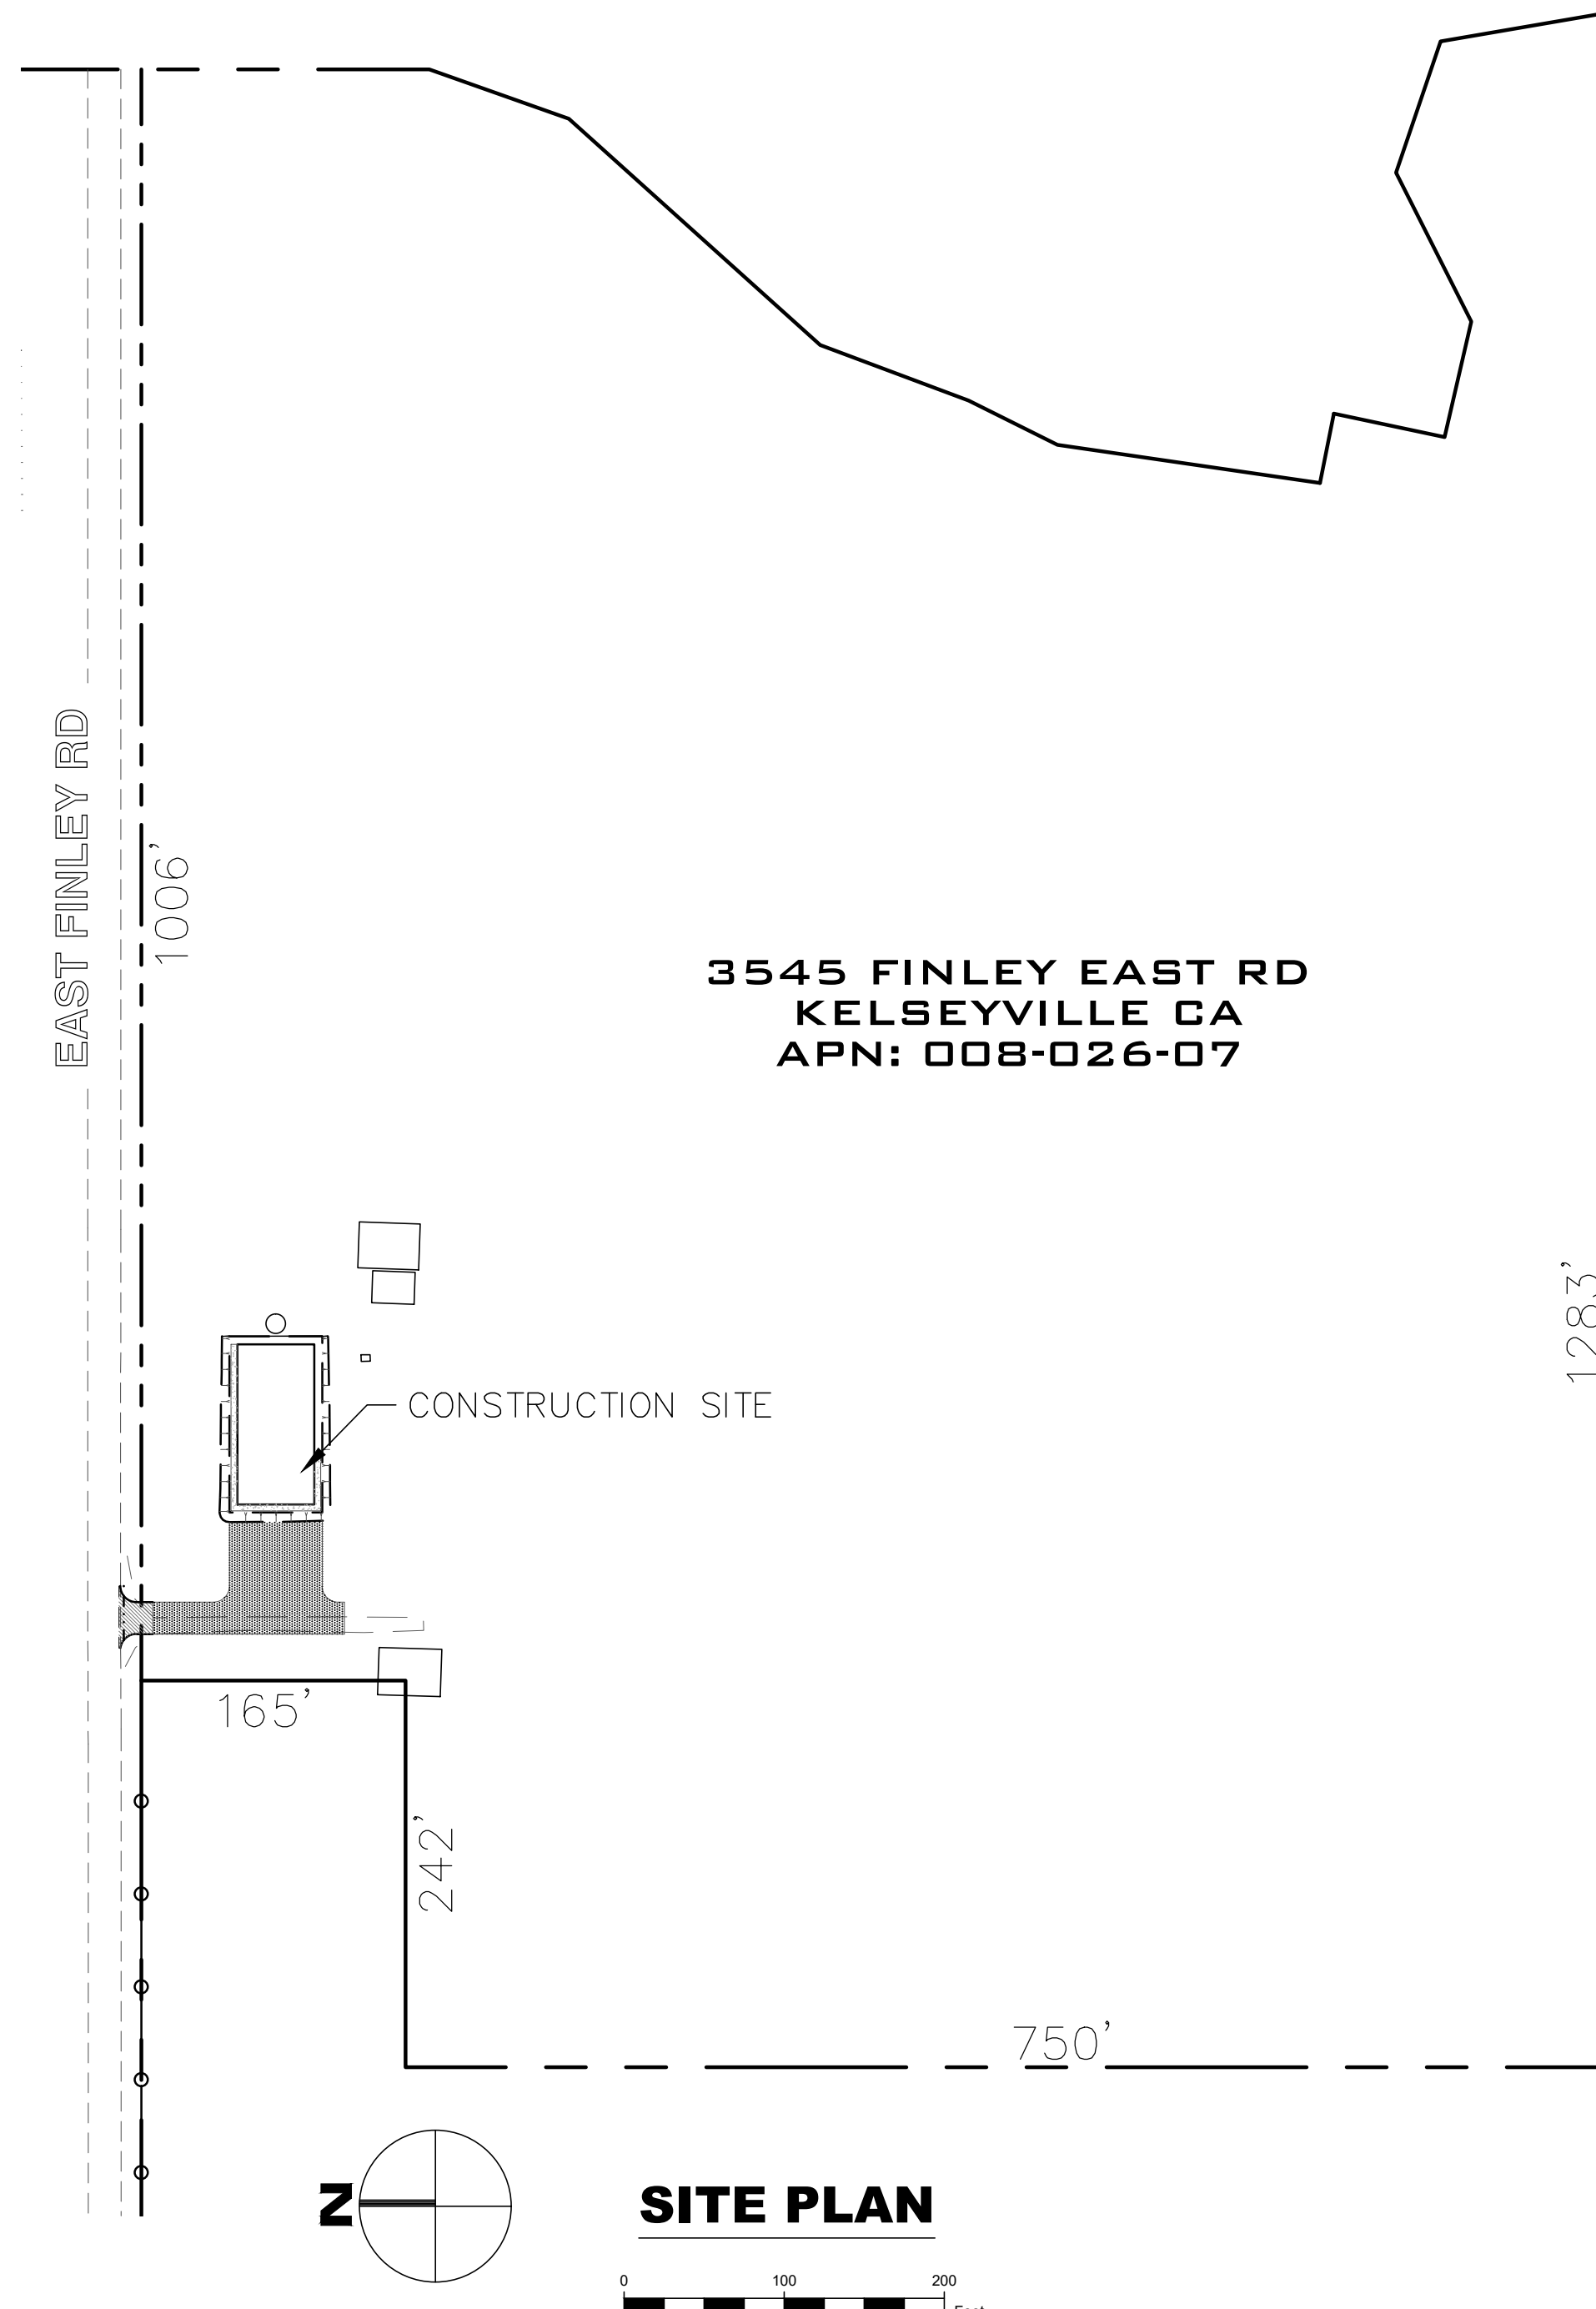 EAST FINLEY RD
1006'
3545 FINLEY EAST RD
KELSEYVILLE CA
APN: 008-026-07
1283'
CONSTRUCTION SITE
165'
242'
750'
N
SITE PLAN
0 100 200